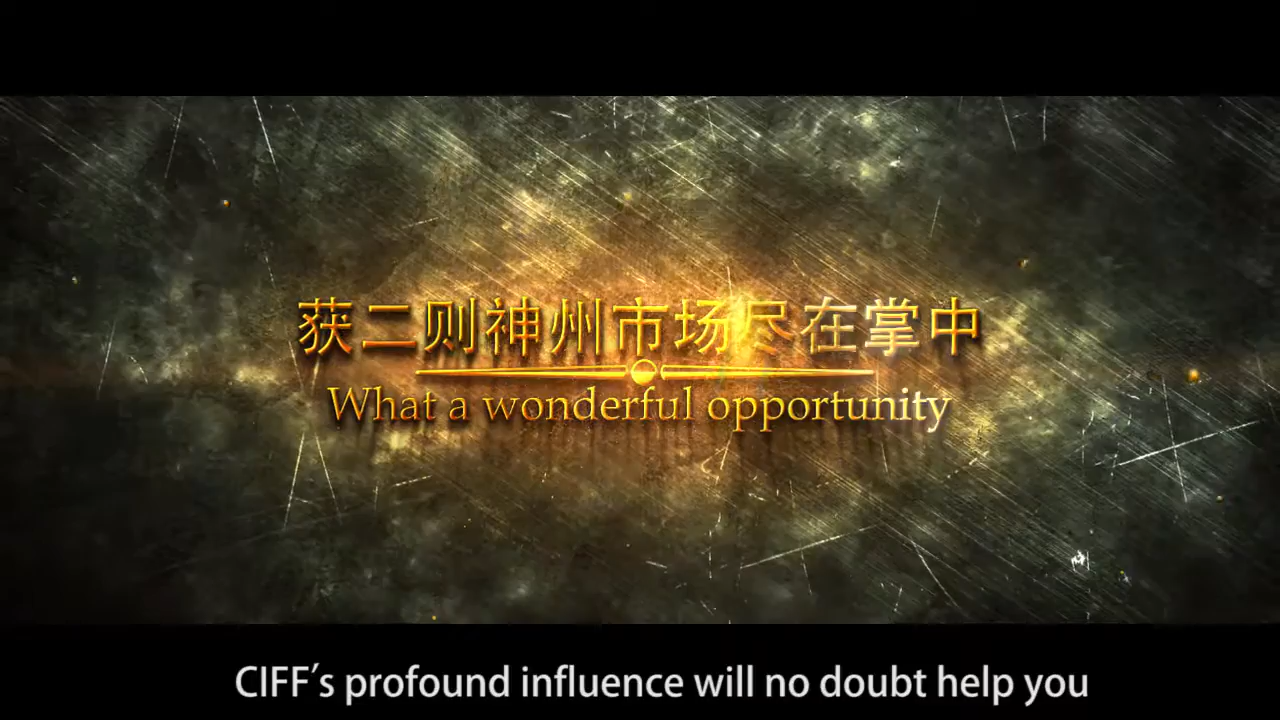 获二则神州市场尽在掌中
What a wonderful opportunity
CIFF's profound influence will no doubt help you